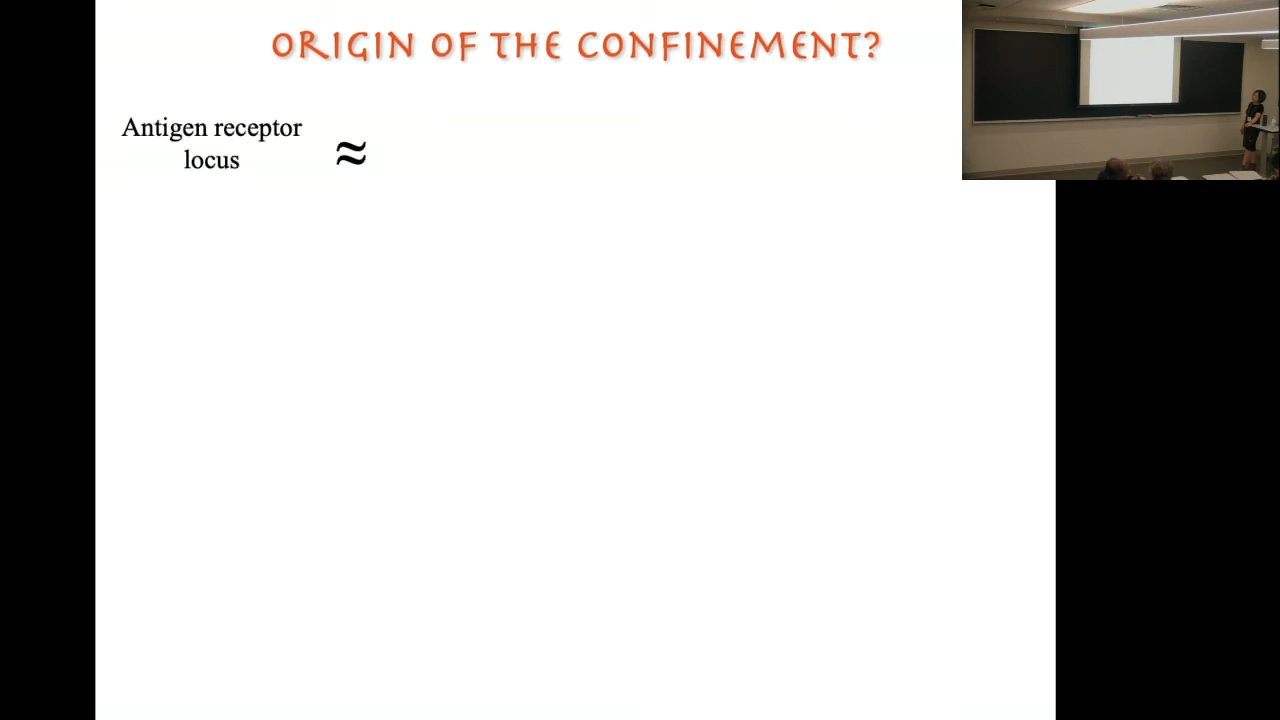 ORIGIN OF THE CONFINEMENT?
Antigen receptor
locus
≈